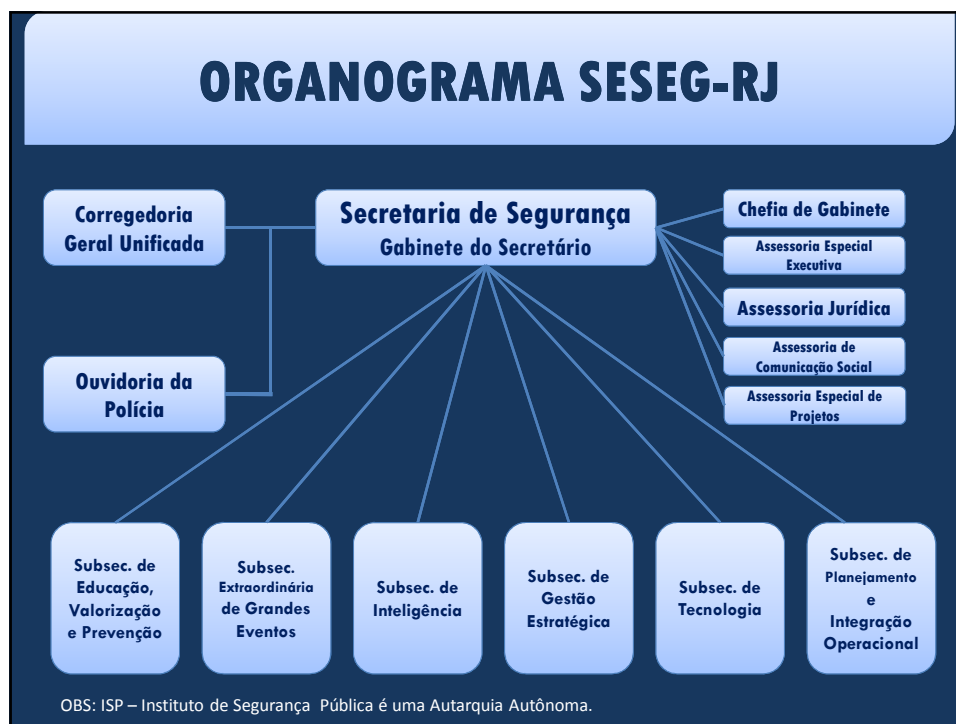 ORGANOGRAMA SESEG-RJ
Corregedoria
Geral Unificada
Secretaria de Segurança
Gabinete do Secretário
Chefia de Gabinete
Assessoria Especial
Executiva
Assessoria Jurídica
Assessoria de
Comunicação Social
Assessoria Especial de
Projetos
Ouvidoria da
Polícia
Subsec. de
Educação,
Valorização
e Prevenção
Subsec.
Extraordinária
de Grandes
Eventos
Subsec. de
Inteligência
Subsec. de
Gestão
Estratégica
Subsec. de
Tecnologia
Subsec. de
Planejamento
e
Integração
Operacional
OBS: ISP – Instituto de Segurança Pública é uma Autarquia Autônoma.